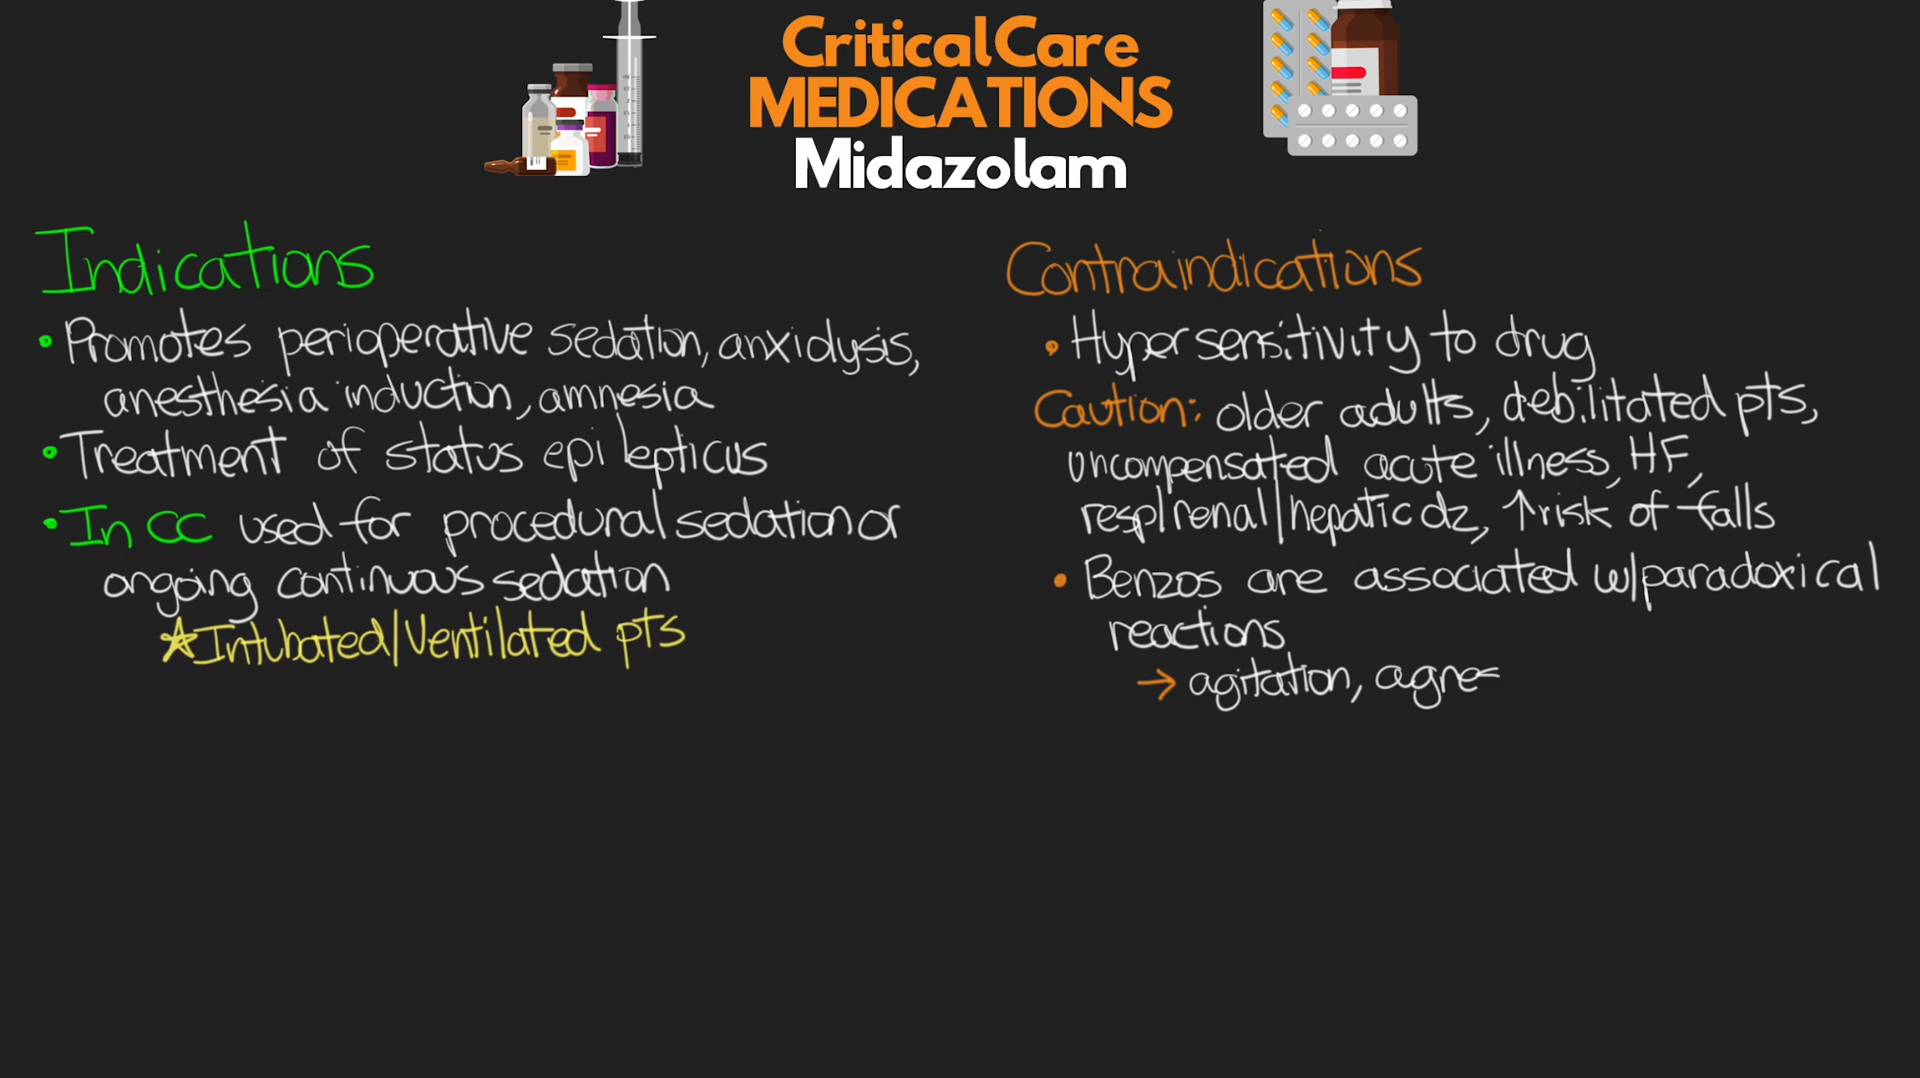 Critical Care
MEDICATIONS
Midazolam
Indications
• Promotes perioperative sedation, anxiolysis,
anesthesia induction, amnesia
• Treatment of status epilepticus
• In CC used for procedural sedation or
ongoing continuous sedation
☆Intubated/Ventilated pts
Contraindications
• Hypersensitivity to drug
Caution: older adults, debilitated pts,
uncompensated acute illness, HF,
resp/renal/hepatic dz, ↑risk of falls
• Benzos are associated w/paradoxical
reactions
→ agitation, agre